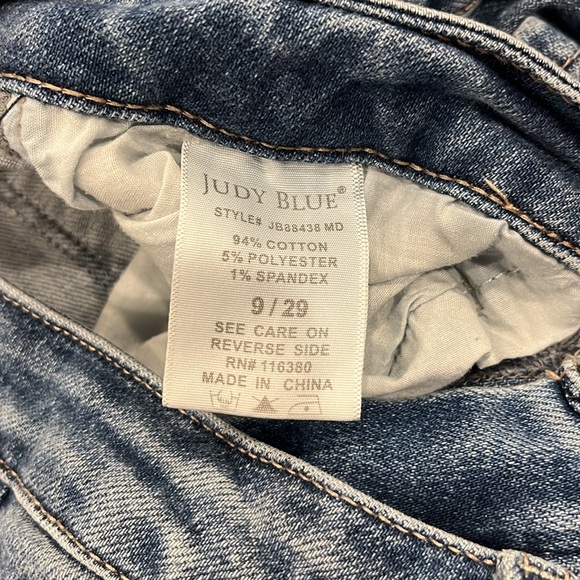 JUDY BLUE®
STYLE# JB88438 MD
94% COTTON
5% POLYESTER
1% SPANDEX
9 / 29
SEE CARE ON
REVERSE SIDE
RN# 116380
MADE IN CHINA